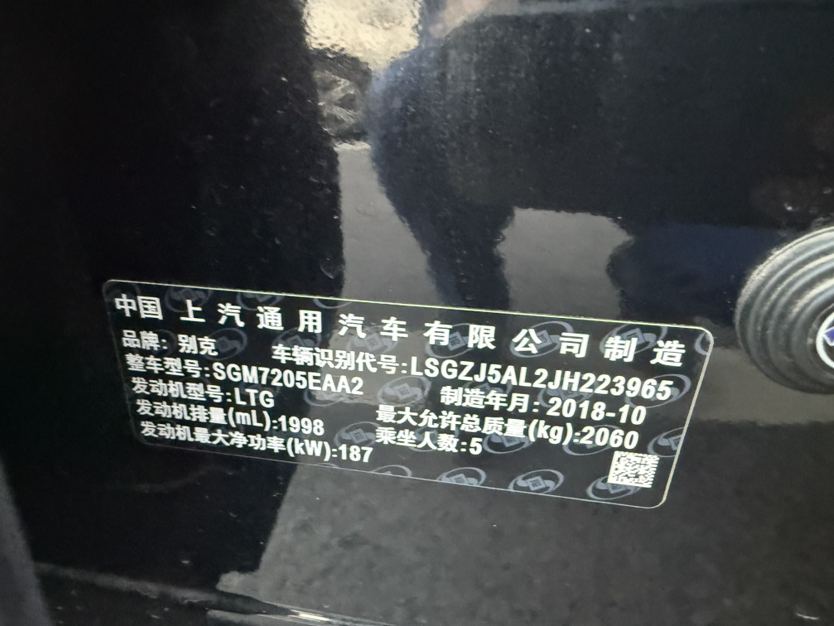 中国上汽通用汽车有限公司制造
品牌: 别克 车辆识别代号:LSGZJ5AL2JH223965
整车型号:SGM7205EAA2 制造年月: 2018-10
发动机型号:LTG 最大允许总质量(kg):2060
发动机排量(mL):1998 乘坐人数:5
发动机最大净功率(kW):187